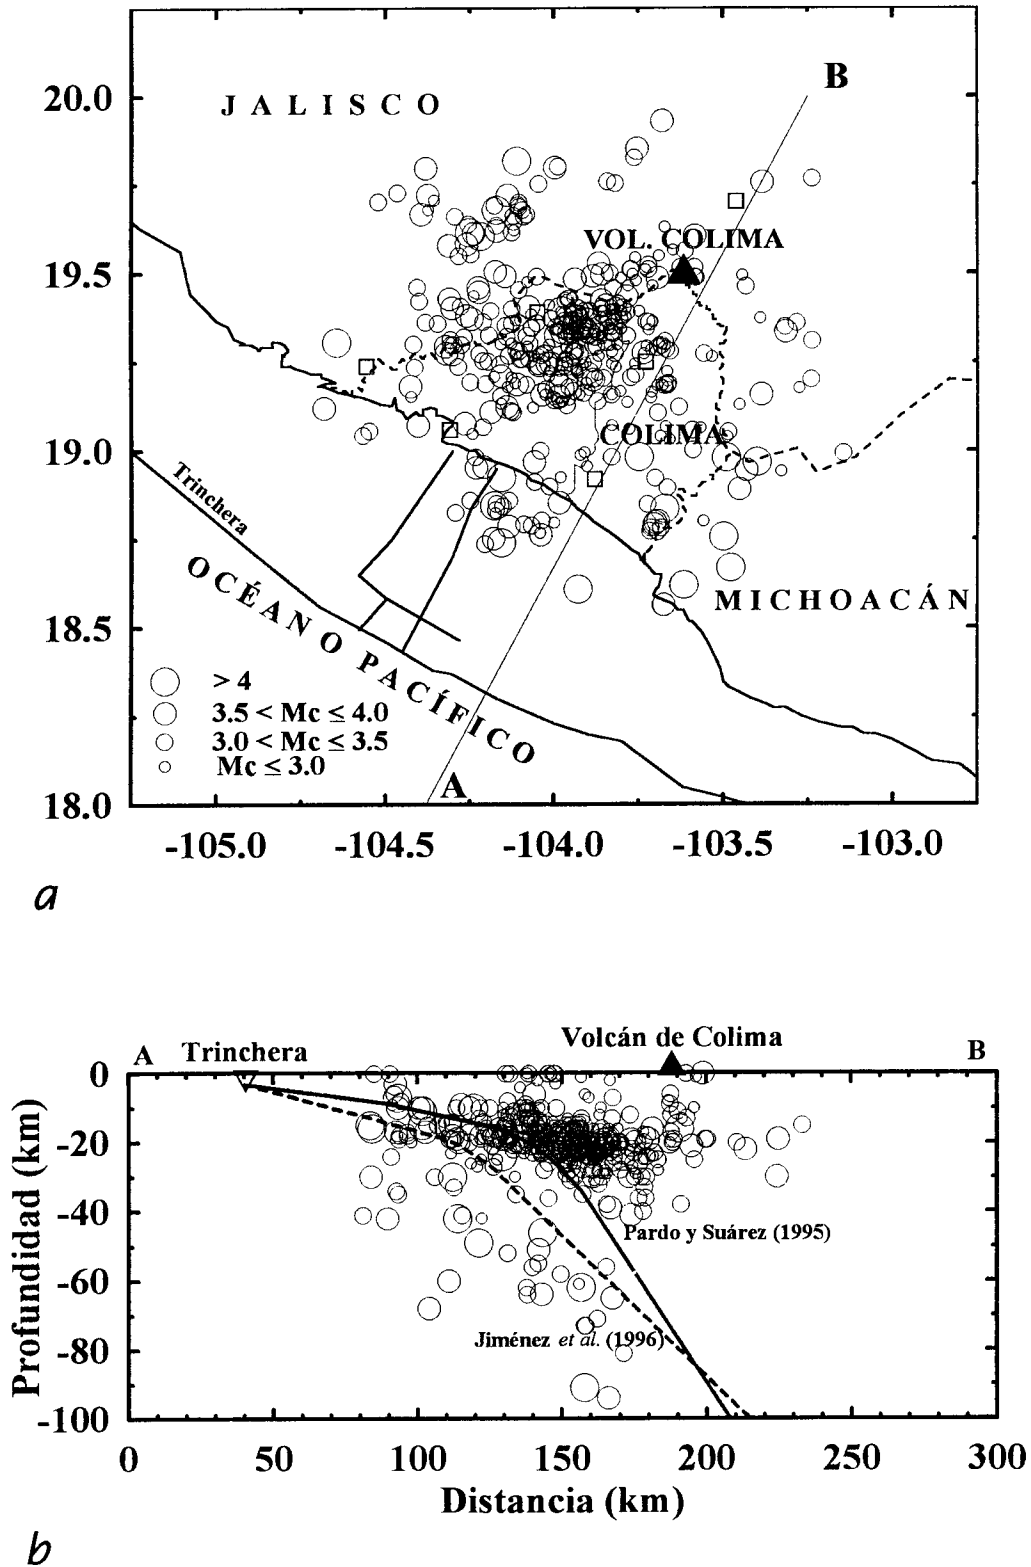 B
20.0
JALISCO
VOL. COLIMA
19.5
COLIMA
19.0
Trinchera
OCÉANO PACÍFICO
MICHOACÁN
18.5
> 4
3.5 < Mc ≤ 4.0
3.0 < Mc ≤ 3.5
Mc ≤ 3.0
A
18.0
-105.0 -104.5 -104.0 -103.5 -103.0
a
Volcán de Colima
A Trinchera B
0
-20
-40
Pardo y Suárez (1995)
-60
Jiménez et al. (1996)
-80
-100
Profundidad (km)
0 50 100 150 200 250 300
Distancia (km)
b